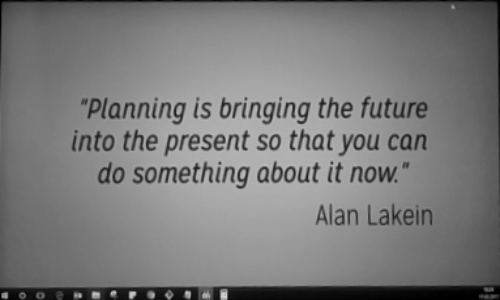 "Planning is bringing the future
into the present so that you can
do something about it now."
Alan Lakein